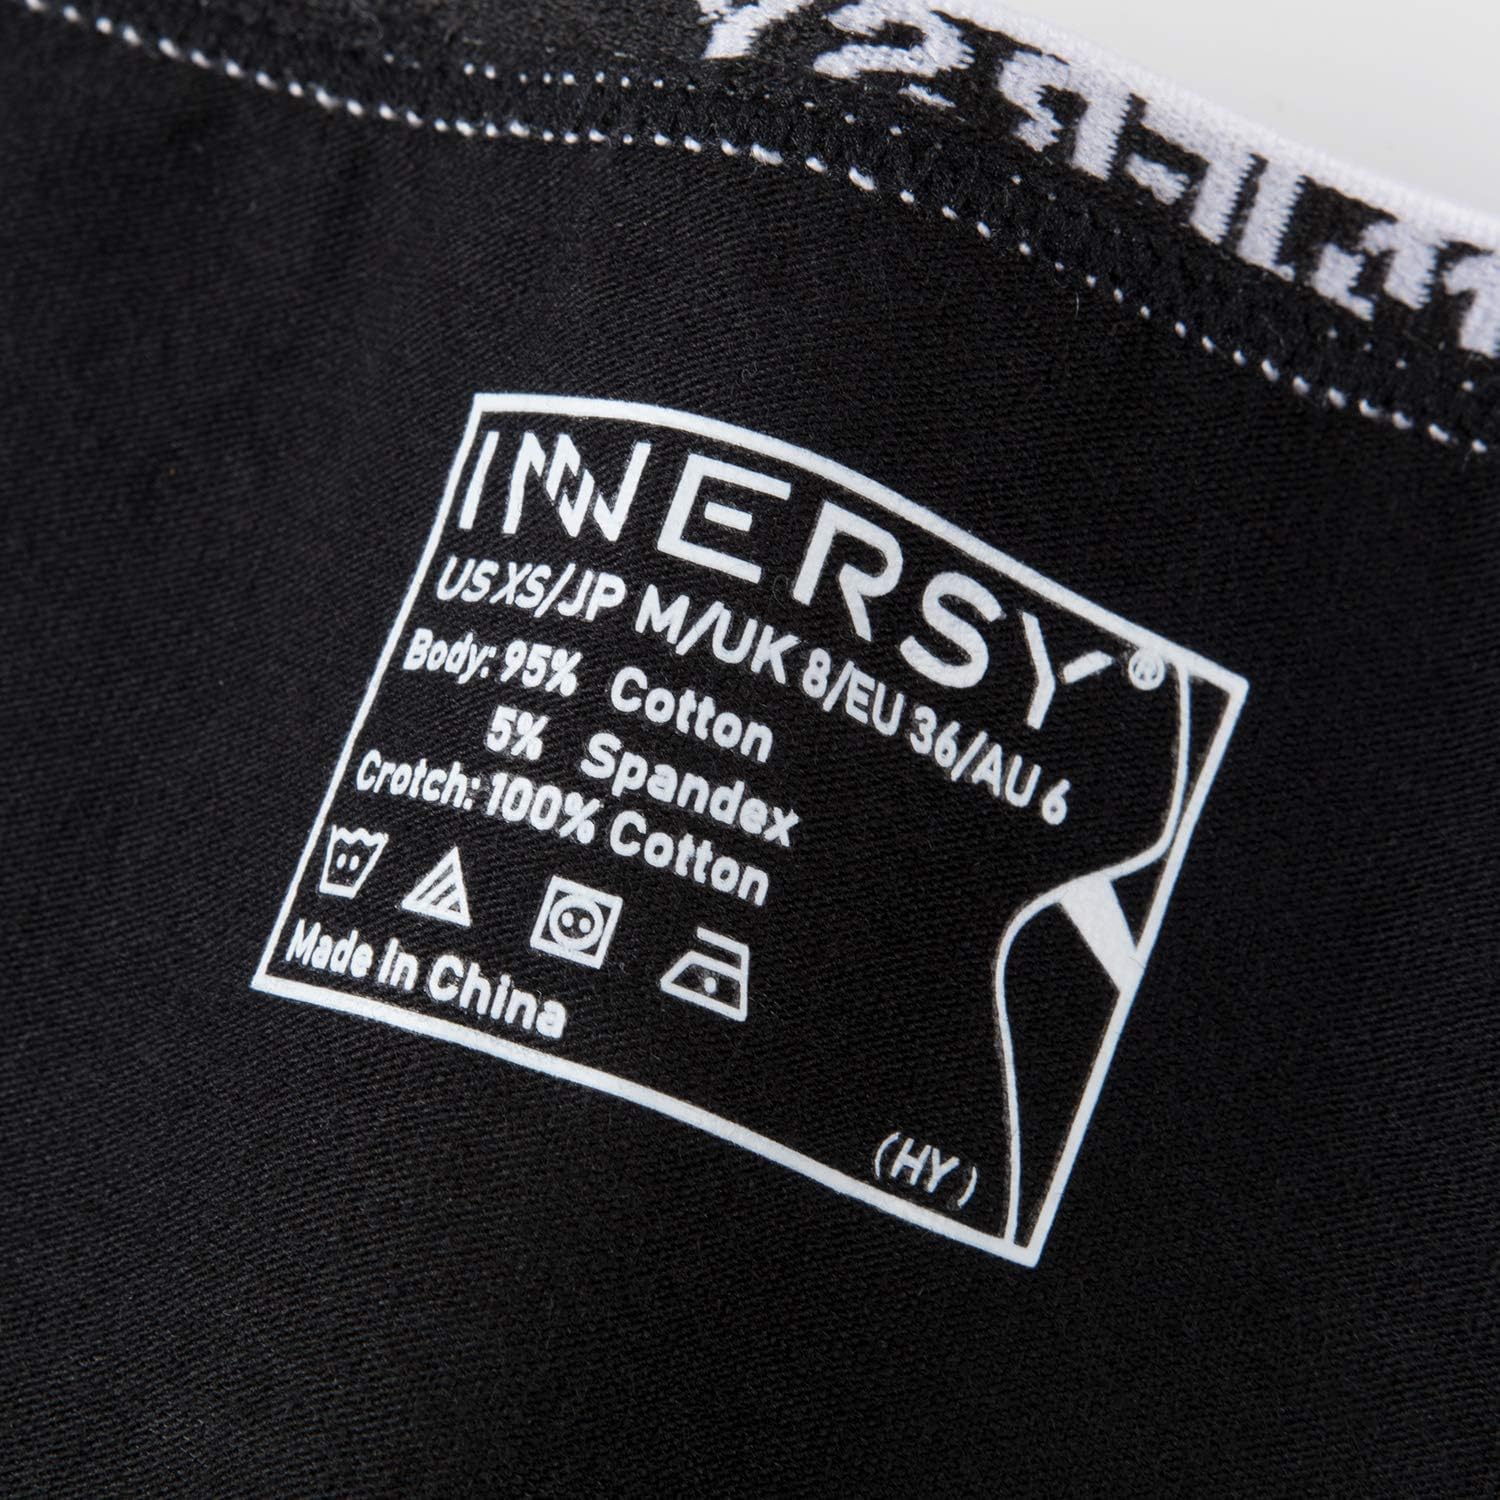 INNERSY®
US XS/JP M/UK 8/EU 36/AU 6
Body: 95% Cotton
5% Spandex
Crotch: 100% Cotton
Made In China
(HY)